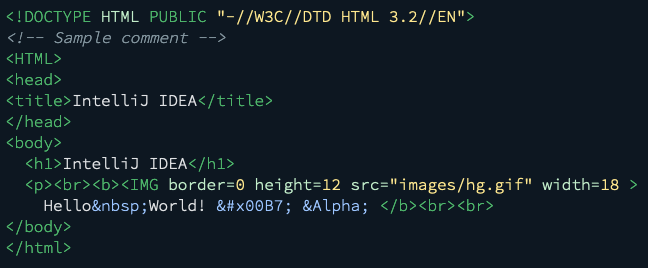 <!DOCTYPE HTML PUBLIC "-//W3C//DTD HTML 3.2//EN">
<!-- Sample comment -->
<HTML>
<head>
<title>IntelliJ IDEA</title>
</head>
<body>
  <h1>IntelliJ IDEA</h1>
  <p><br><b><IMG border=0 height=12 src="images/hg.gif" width=18 >
    Hello&nbsp;World! &#x00B7; &Alpha; </b><br><br>
</body>
</html>